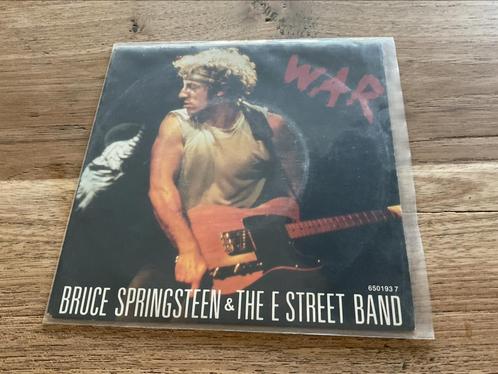 WAR
650193 7
BRUCE SPRINGSTEEN & THE E STREET BAND